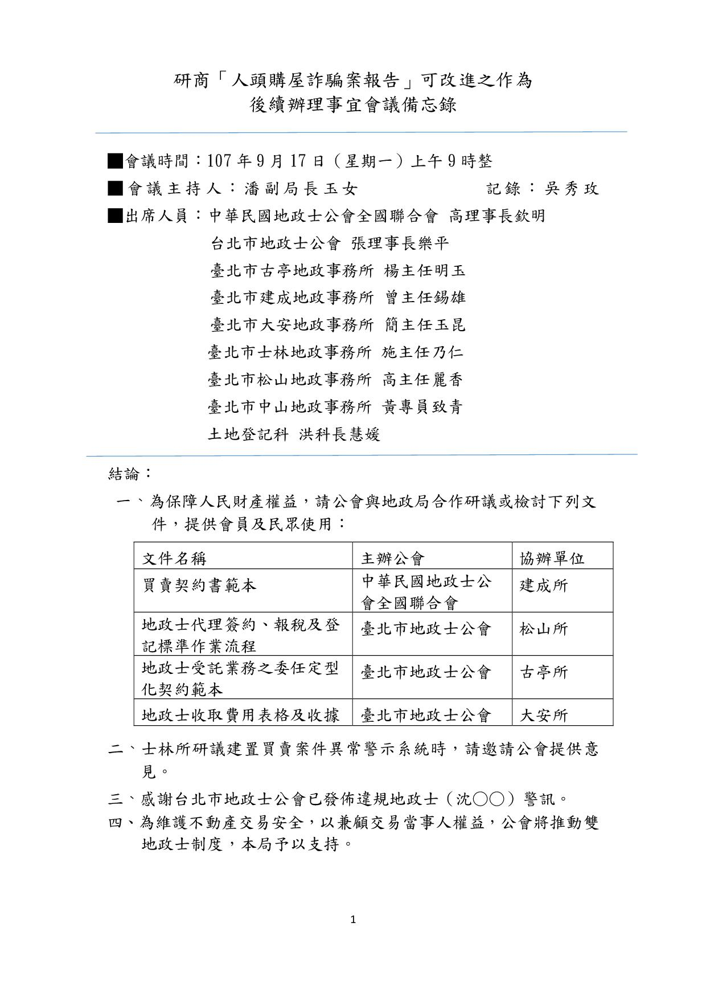 研商「人頭購屋詐騙案報告」可改進之作為
後續辦理事宜會議備忘錄
■會議時間：107 年 9 月 17 日（星期一）上午 9 時整
■會議主持人：潘副局長玉女 記錄：吳秀玫
■出席人員：中華民國地政士公會全國聯合會 高理事長欽明
台北市地政士公會 張理事長樂平
臺北市古亭地政事務所 楊主任明玉
臺北市建成地政事務所 曾主任錫雄
臺北市大安地政事務所 簡主任玉昆
臺北市士林地政事務所 施主任乃仁
臺北市松山地政事務所 高主任麗香
臺北市中山地政事務所 黃專員致青
土地登記科 洪科長慧媛
結論：
一、為保障人民財產權益，請公會與地政局合作研議或檢討下列文
件，提供會員及民眾使用：
文件名稱 主辦公會 協辦單位
買賣契約書範本 中華民國地政士公 建成所
會全國聯合會
地政士代理簽約、報稅及登 臺北市地政士公會 松山所
記標準作業流程
地政士受託業務之委任定型 臺北市地政士公會 古亭所
化契約範本
地政士收取費用表格及收據 臺北市地政士公會 大安所
二、士林所研議建置買賣案件異常警示系統時，請邀請公會提供意
見。
三、感謝台北市地政士公會已發佈違規地政士（沈○○）警訊。
四、為維護不動產交易安全，以兼顧交易當事人權益，公會將推動雙
地政士制度，本局予以支持。
1